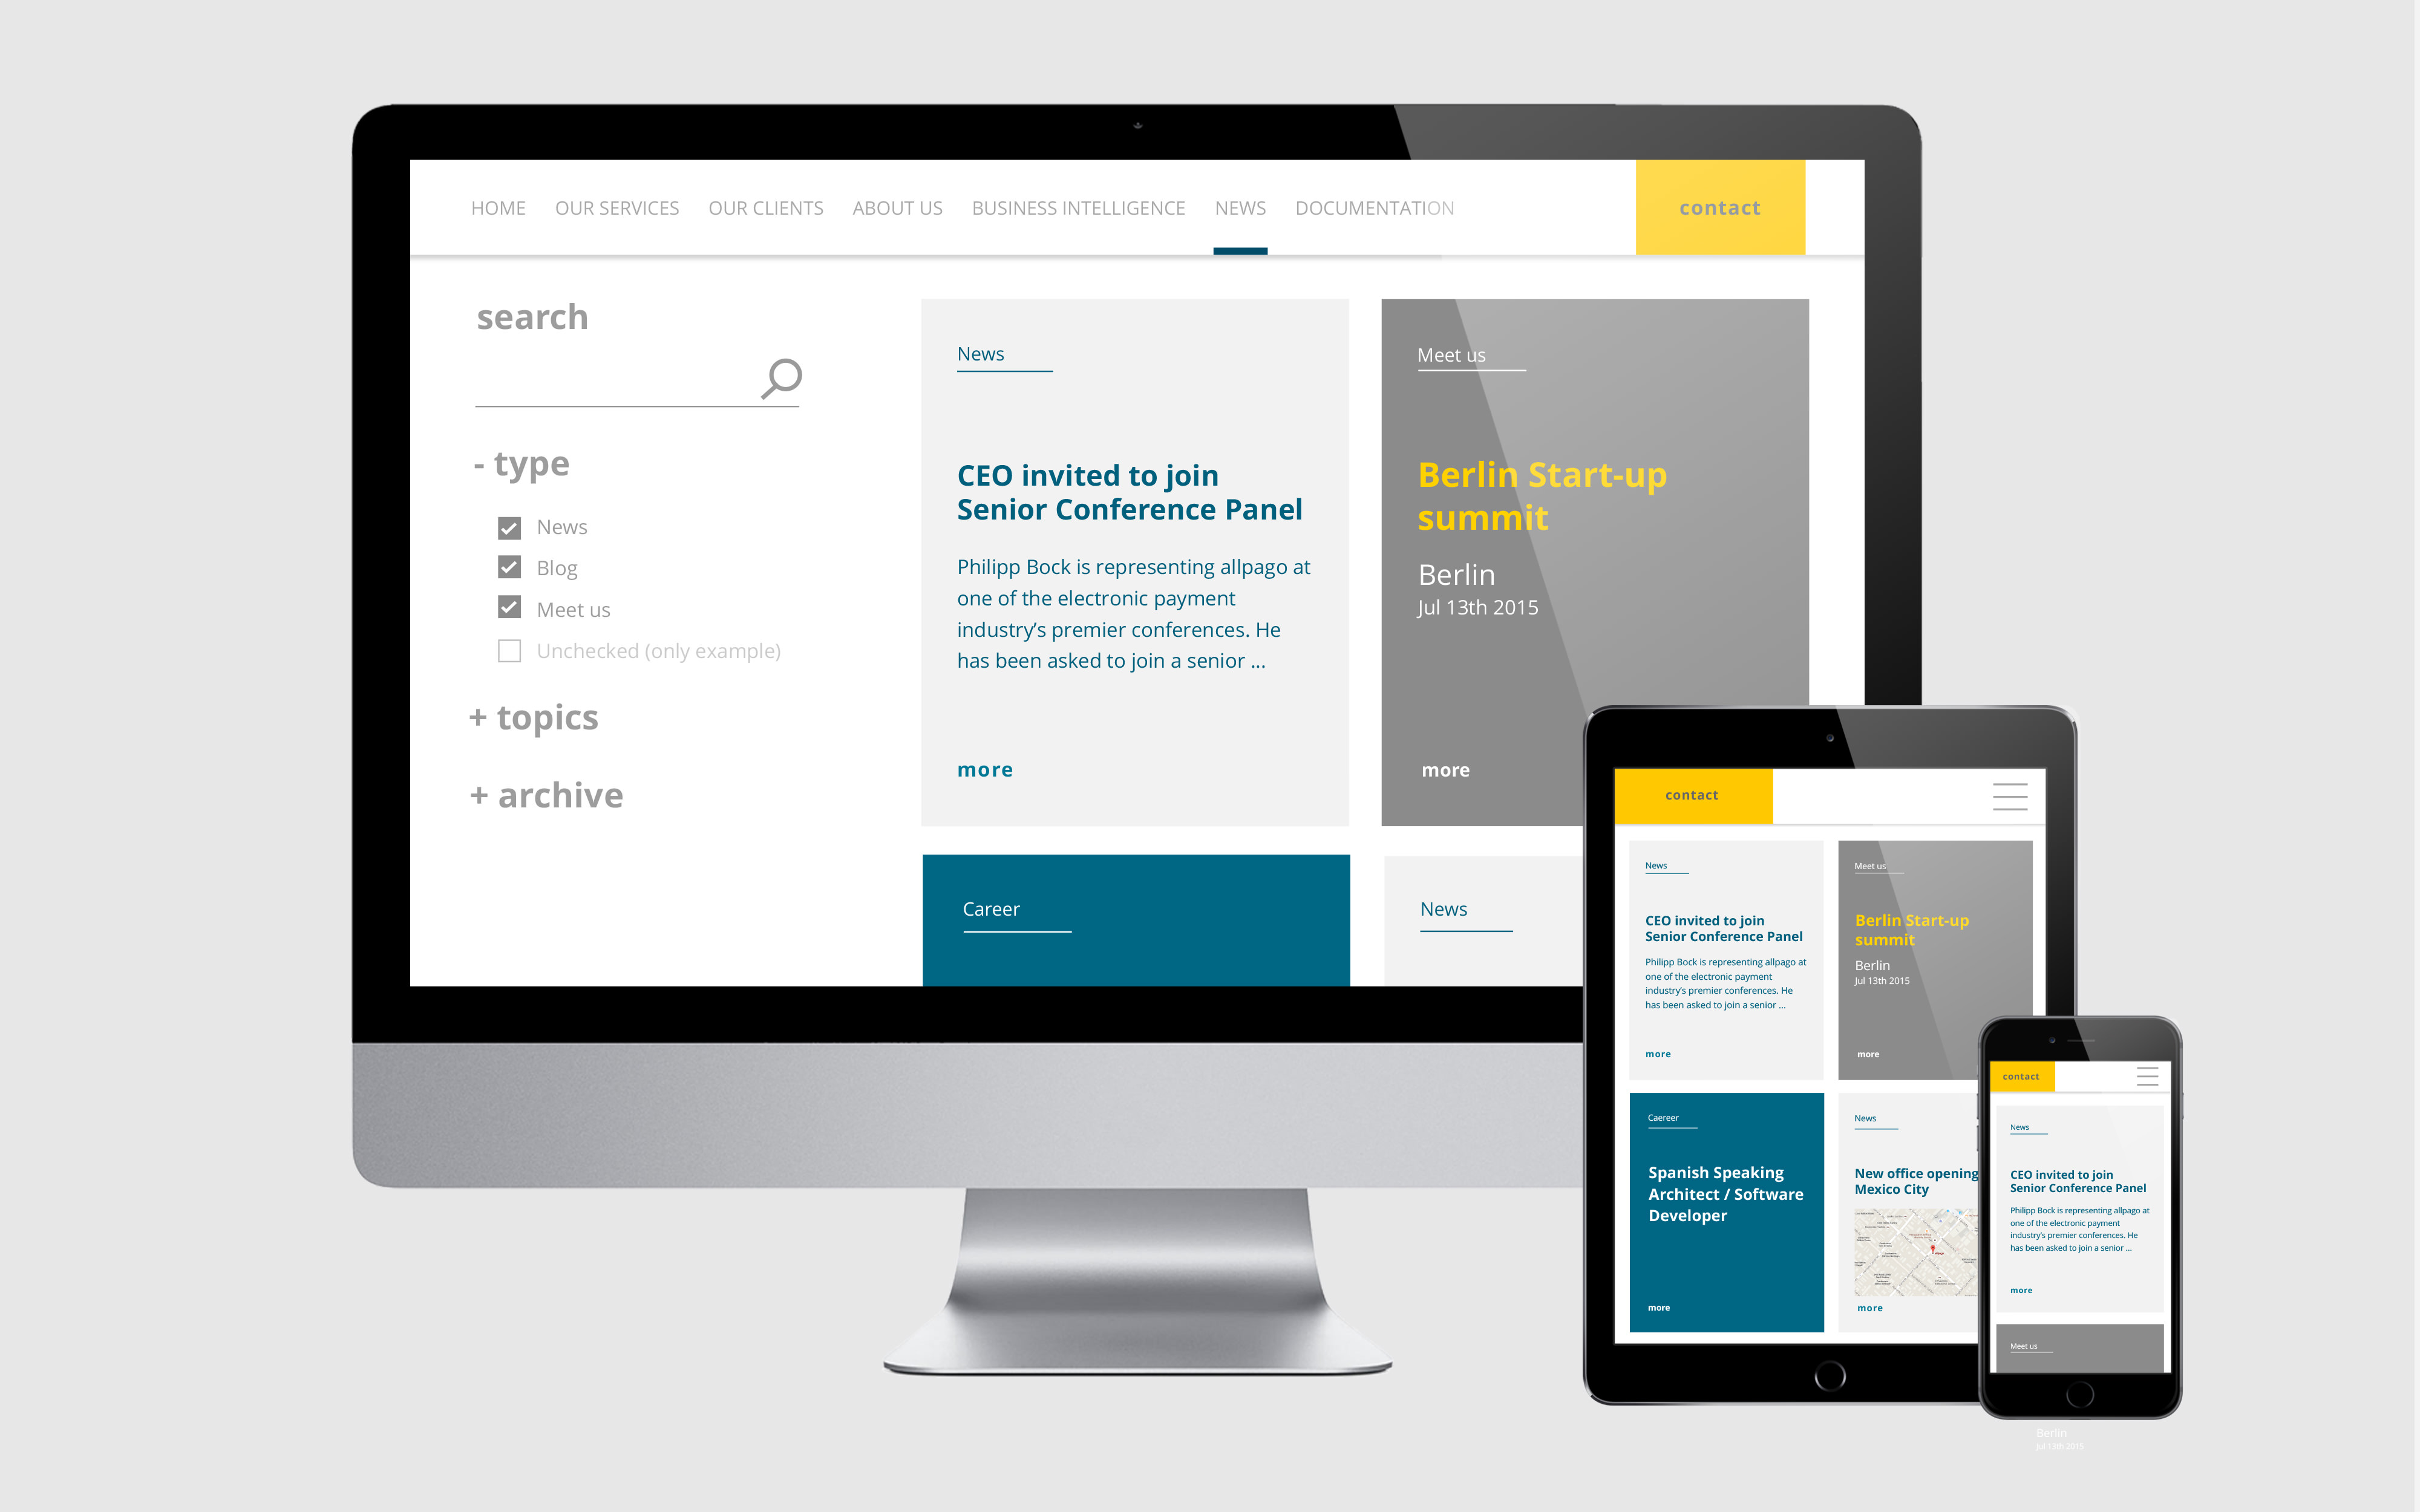 HOME OUR SERVICES OUR CLIENTS ABOUT US BUSINESS INTELLIGENCE NEWS DOCUMENTATION contact
search
- type
News
Blog
Meet us
Unchecked (only example)
+ topics
+ archive
News
CEO invited to join
Senior Conference Panel
Philipp Bock is representing allpago at
one of the electronic payment
industry’s premier conferences. He
has been asked to join a senior ...
more
Meet us
Berlin Start-up
summit
Berlin
Jul 13th 2015
more
Career
News
contact
News
CEO invited to join
Senior Conference Panel
Philipp Bock is representing allpago at
one of the electronic payment
industry’s premier conferences. He
has been asked to join a senior ...
more
Meet us
Berlin Start-up
summit
Berlin
Jul 13th 2015
more
Caereer
Spanish Speaking
Architect / Software
Developer
more
News
New office opening
Mexico City
more
contact
News
CEO invited to join
Senior Conference Panel
Philipp Bock is representing allpago at
one of the electronic payment
industry’s premier conferences. He
has been asked to join a senior ...
more
Meet us
Berlin
Jul 13th 2015